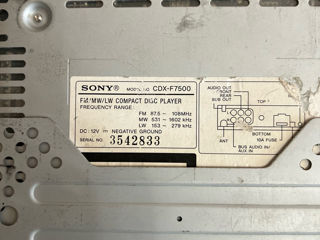 SONY® MODEL NO. CDX-F7500
FM/MW/LW COMPACT DISC PLAYER
FREQUENCY RANGE:
FM 87.5 - 108MHz
MW 531 - 1602 kHz
LW 153 - 279 kHz
DC: 12V ⎓ NEGATIVE GROUND
SERIAL NO. 3542833
AUDIO OUT
FRONT
REAR
SUB OUT
TOP
BOTTOM
ANT
10A FUSE
BUS AUDIO IN/
AUX IN